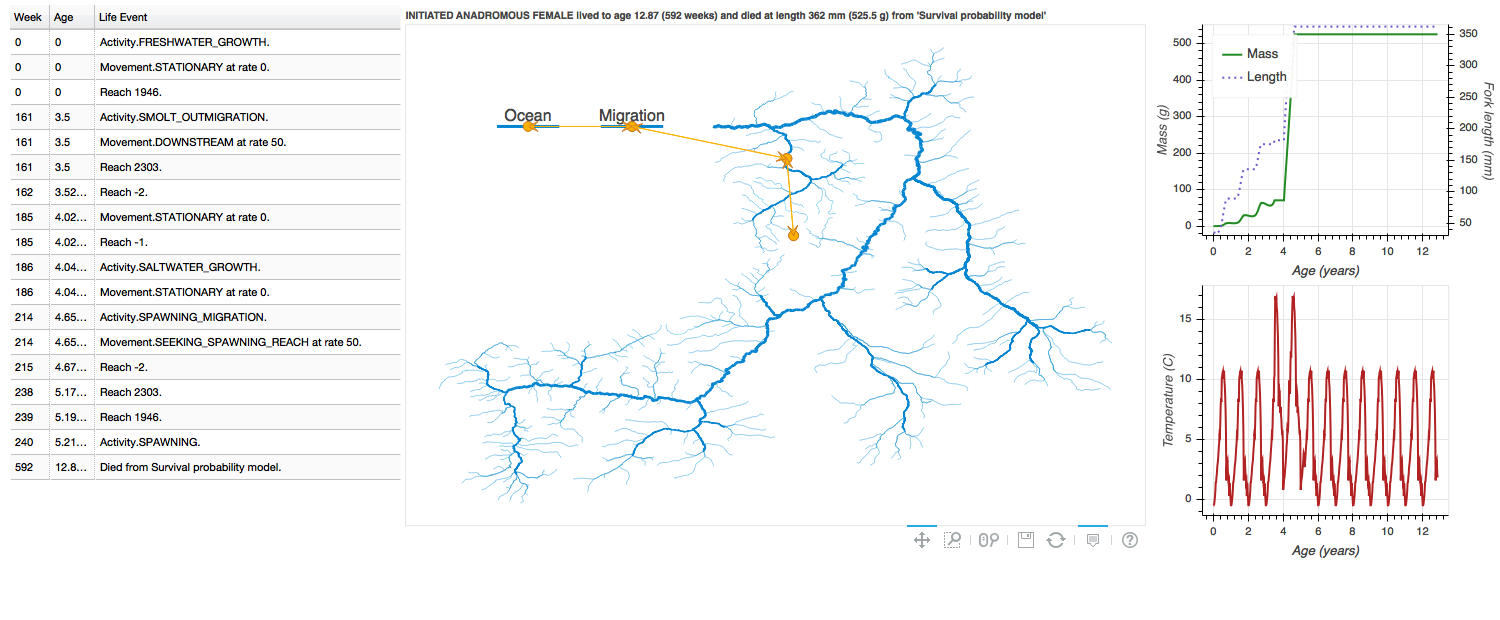 Week Age Life Event
0 0 Activity.FRESHWATER_GROWTH.
0 0 Movement.STATIONARY at rate 0.
0 0 Reach 1946.
161 3.5 Activity.SMOLT_OUTMIGRATION.
161 3.5 Movement.DOWNSTREAM at rate 50.
161 3.5 Reach 2303.
162 3.52... Reach -2.
185 4.02... Movement.STATIONARY at rate 0.
185 4.02... Reach -1.
186 4.04... Activity.SALTWATER_GROWTH.
186 4.04... Movement.STATIONARY at rate 0.
214 4.65... Activity.SPAWNING_MIGRATION.
214 4.65... Movement.SEEKING_SPAWNING_REACH at rate 50.
215 4.67... Reach -2.
238 5.17... Reach 2303.
239 5.19... Reach 1946.
240 5.21... Activity.SPAWNING.
592 12.8... Died from Survival probability model.
INITIATED ANADROMOUS FEMALE lived to age 12.87 (592 weeks) and died at length 362 mm (525.5 g) from 'Survival probability model'
Ocean Migration
Mass
Length
Mass (g)
500
400
300
200
100
0
350
300
250
200
150
100
50
Fork length (mm)
0 2 4 6 8 10 12
Age (years)
Temperature (C)
15
10
5
0
0 2 4 6 8 10 12
Age (years)